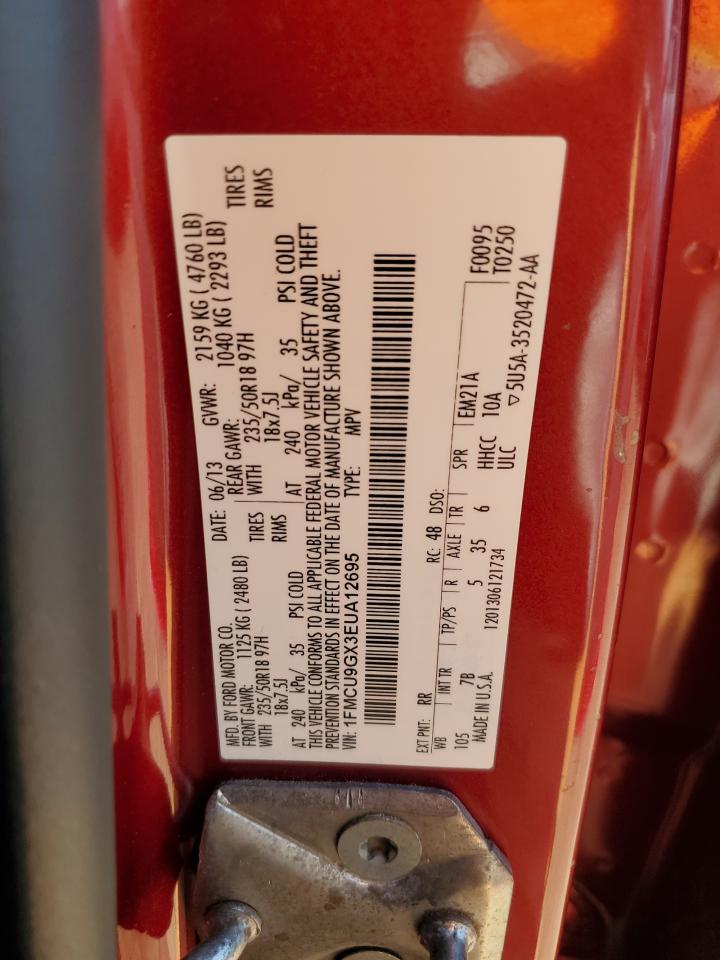 MFD. BY FORD MOTOR CO. DATE: 06/13 GVWR: 2159 KG ( 4760 LB)
FRONT GAWR: 1125 KG ( 2480 LB) REAR GAWR: 1040 KG ( 2293 LB)
WITH 235/50R18 97H TIRES WITH 235/50R18 97H TIRES
18x7.5J RIMS 18x7.5J RIMS
AT 240 kPa/ 35 PSI COLD AT 240 kPa/ 35 PSI COLD
THIS VEHICLE CONFORMS TO ALL APPLICABLE FEDERAL MOTOR VEHICLE SAFETY AND THEFT
PREVENTION STANDARDS IN EFFECT ON THE DATE OF MANUFACTURE SHOWN ABOVE.
VIN: 1FMCU9GX3EUA12695 TYPE: MPV
EXT PNT: RR RC: 48 DSO: F0095
WB INT TR TP/PS R AXLE TR SPR EM21A T0250
105 7B 5 35 6 HHCC 10A
MADE IN U.S.A. 1201306121734 ULC ▽5U5A-3520472-AA